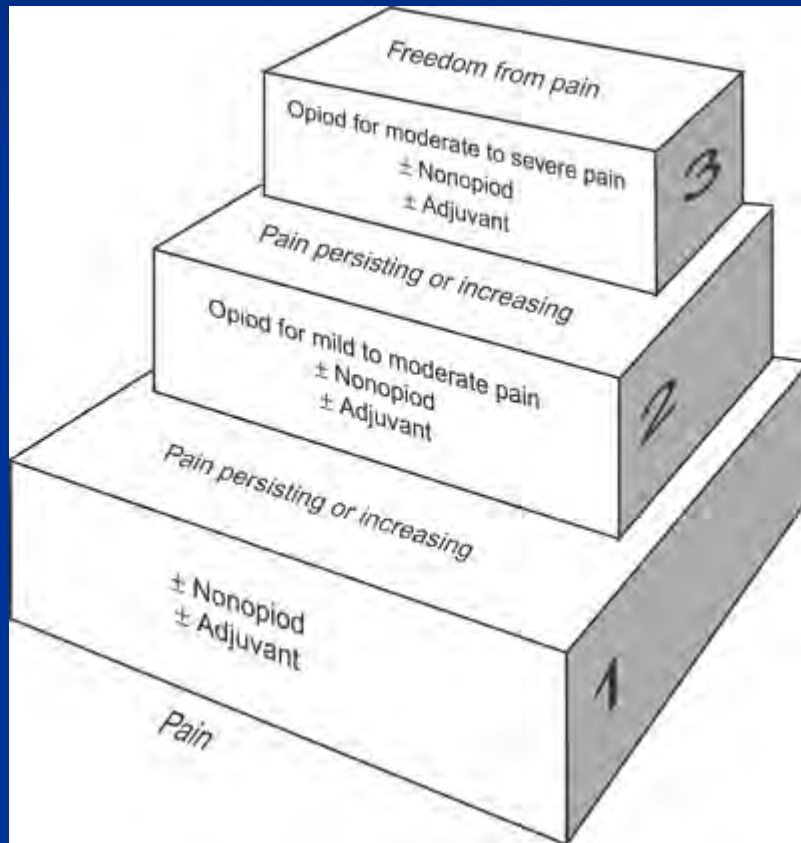 Freedom from pain
Opiod for moderate to severe pain
± Nonopiod
± Adjuvant
3
Pain persisting or increasing
Opiod for mild to moderate pain
± Nonopiod
± Adjuvant
2
Pain persisting or increasing
± Nonopiod
± Adjuvant
1
Pain